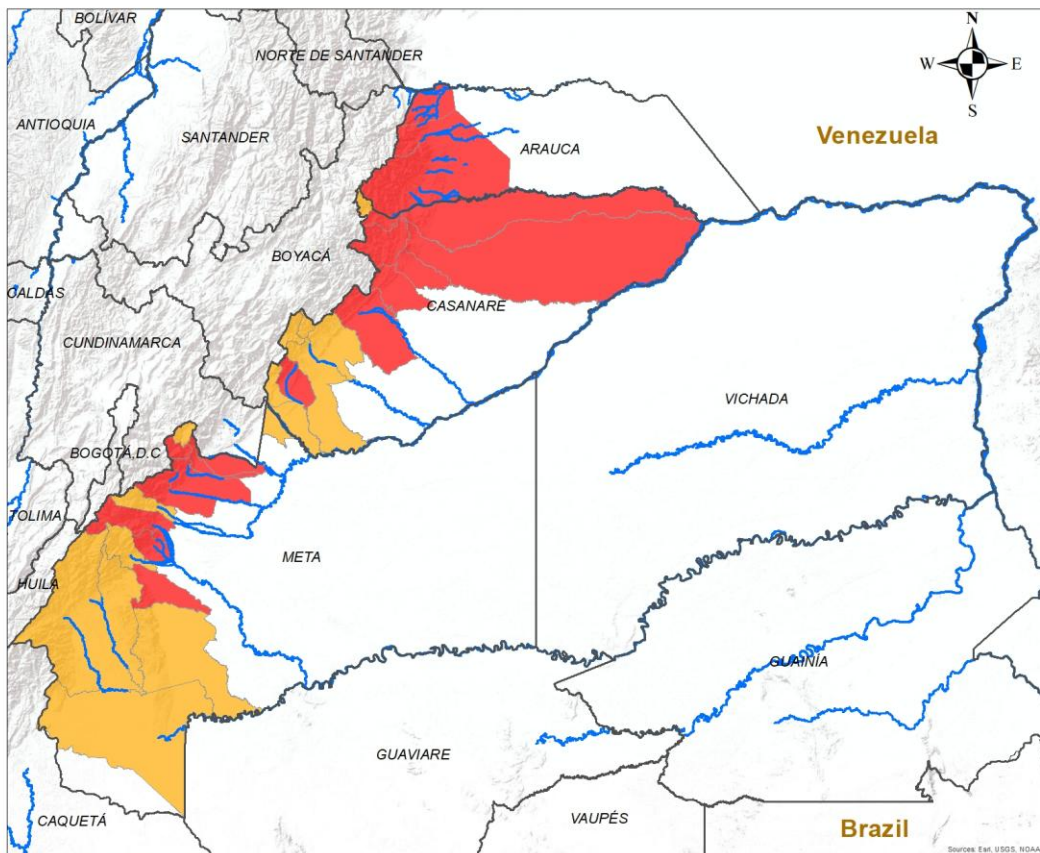 BOLÍVAR
N
NORTE DE SANTANDER
W
E
S
ANTIOQUIA
SANTANDER
Venezuela
ARAUCA
BOYACÁ
CALDAS
CASANARE
CUNDINAMARCA
VICHADA
BOGOTÁ,D.C
TOLIMA
META
HUILA
GUAINÍA
GUAVIARE
CAQUETÁ
VAUPÉS
Brazil
Sources: Esri, USGS, NOAA